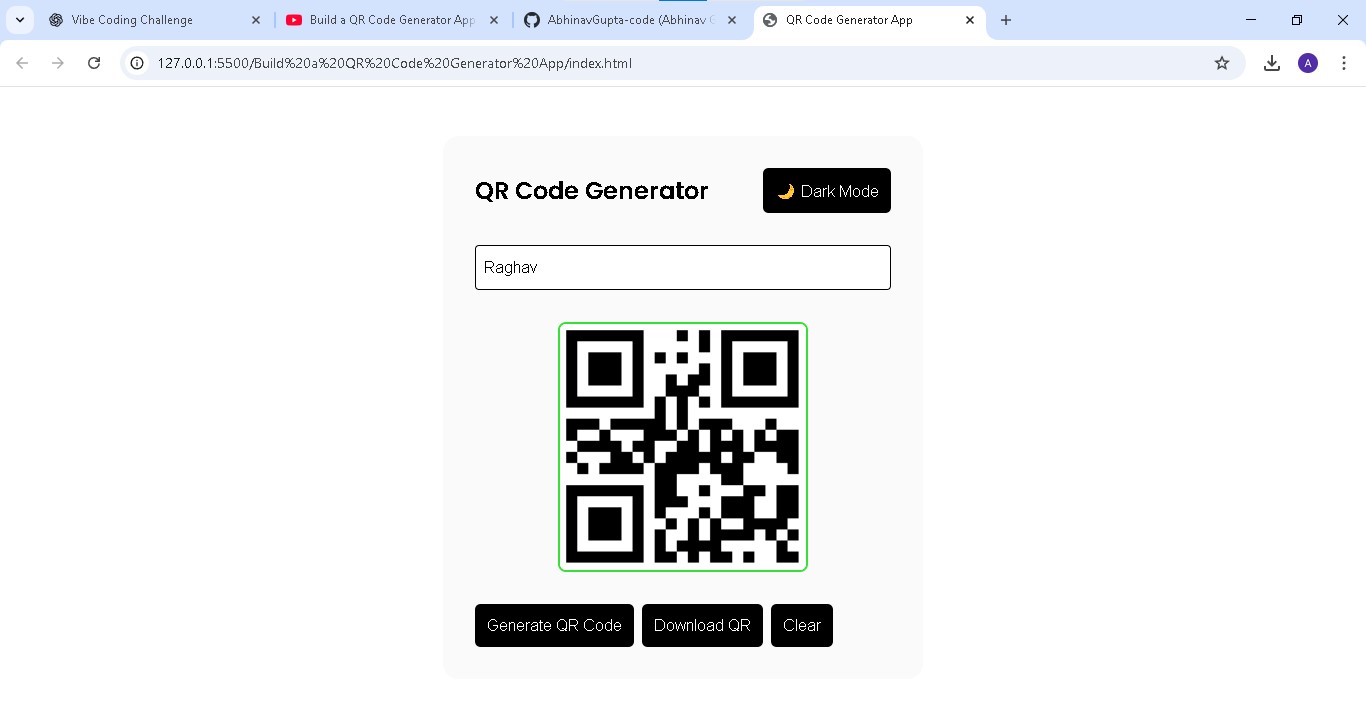 Vibe Coding Challenge
Build a QR Code Generator App
AbhinavGupta-code (Abhinav G
QR Code Generator App
127.0.0.1:5500/Build%20a%20QR%20Code%20Generator%20App/index.html
A
QR Code Generator
🌙 Dark Mode
Raghav
Generate QR Code
Download QR
Clear